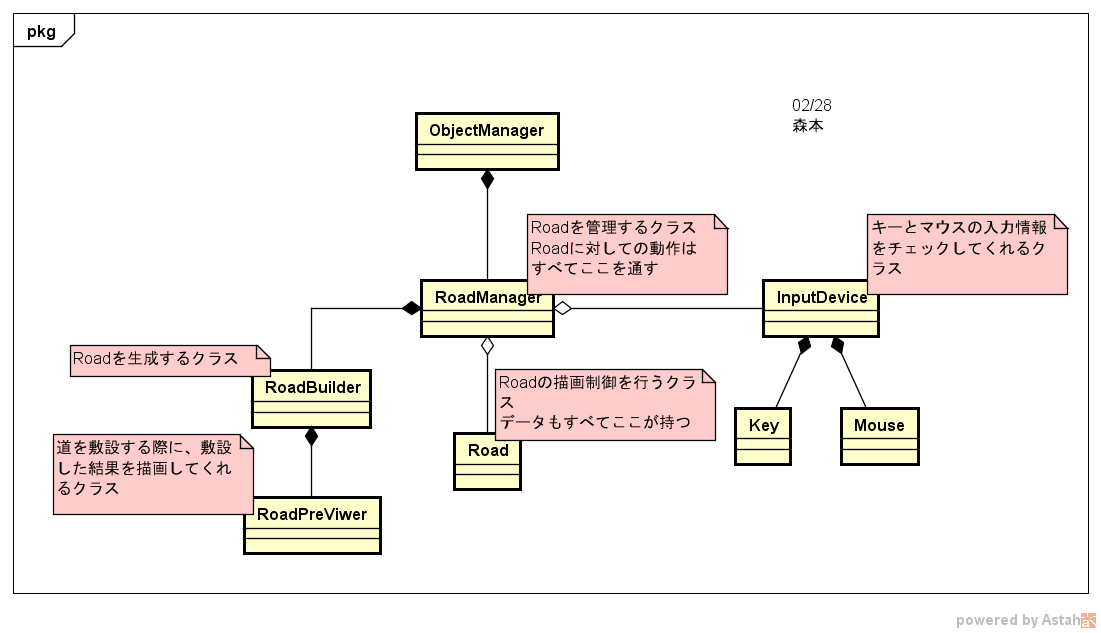 pkg
02/28
森本
ObjectManager
Roadを管理するクラス
Roadに対しての動作は
すべてここを通す
キーとマウスの入力情報
をチェックしてくれるク
ラス
RoadManager
InputDevice
Roadを生成するクラス
RoadBuilder
Roadの描画制御を行うクラ
ス
データもすべてここが持つ
Key
Mouse
道を敷設する際に、敷設
した結果を描画してくれ
るクラス
Road
RoadPreViwer
powered by Astah